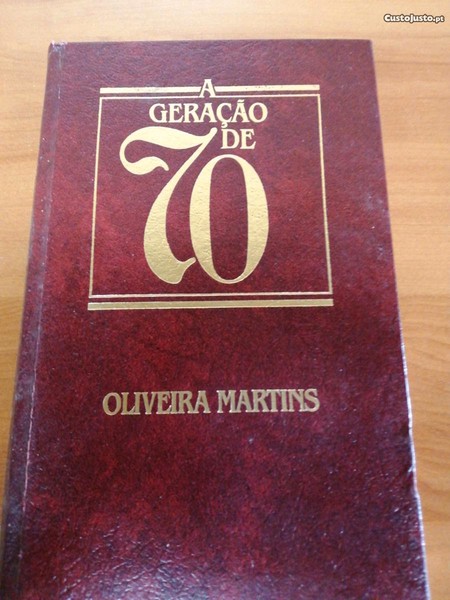 CustoJusto.pt
A
GERAÇÃO
DE
70
OLIVEIRA MARTINS